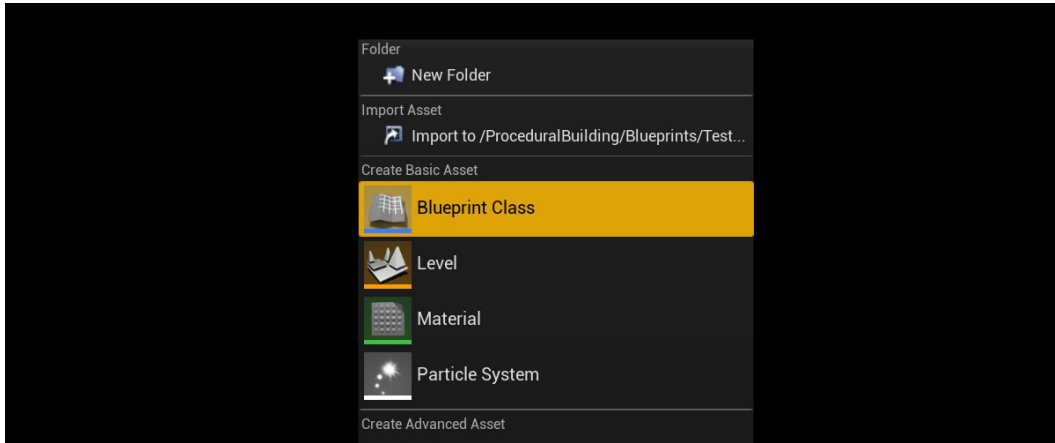 Folder
New Folder
Import Asset
Import to /ProceduralBuilding/Blueprints/Test...
Create Basic Asset
Blueprint Class
Level
Material
Particle System
Create Advanced Asset